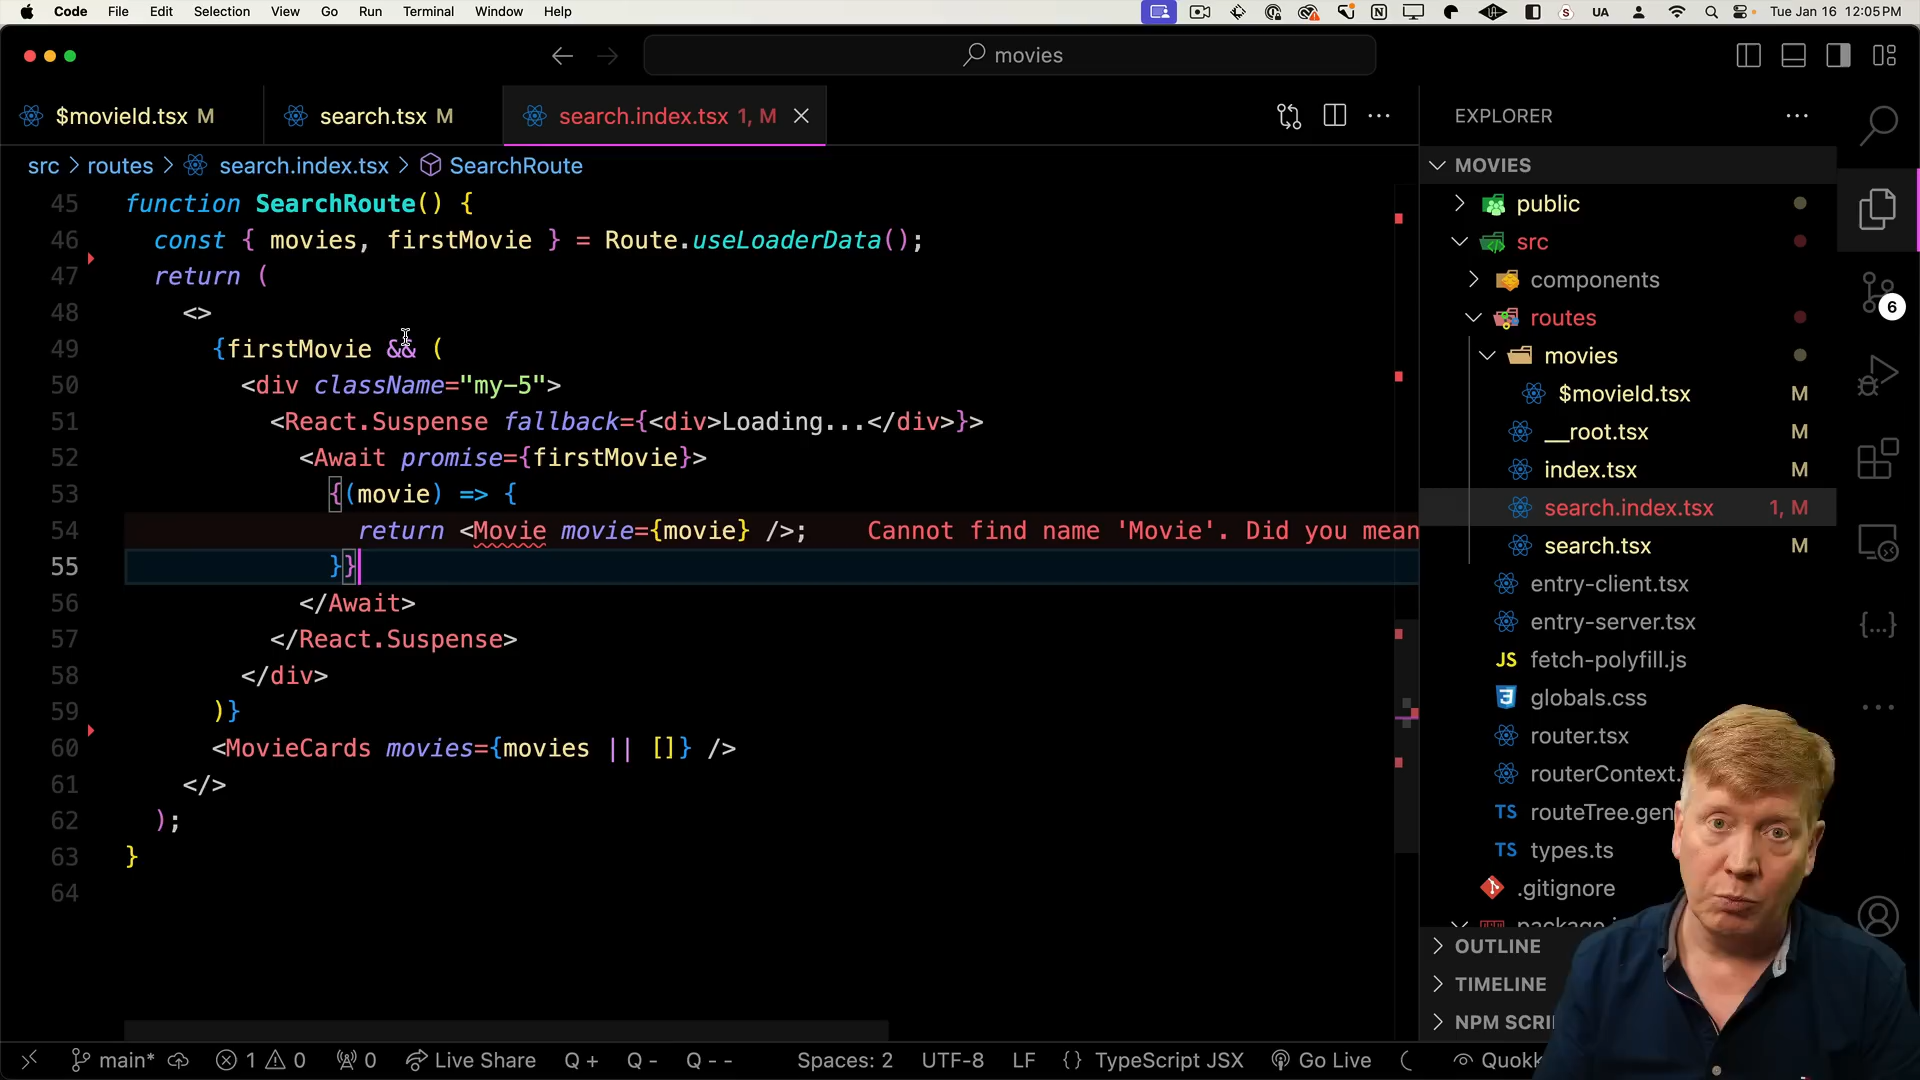 Code File Edit Selection View Go Run Terminal Window Help
UA Tue Jan 16 12:05 PM
movies
$movieId.tsx M
search.tsx M
search.index.tsx 1, M
src > routes > search.index.tsx > SearchRoute
45 function SearchRoute() {
46 const { movies, firstMovie } = Route.useLoaderData();
47 return (
48 <>
49 {firstMovie && (
50 <div className="my-5">
51 <React.Suspense fallback={<div>Loading...</div>}>
52 <Await promise={firstMovie}>
53 {(movie) => {
54 return <Movie movie={movie} />; Cannot find name 'Movie'. Did you mean
55 }}
56 </Await>
57 </React.Suspense>
58 </div>
59 )}
60 <MovieCards movies={movies || []} />
61 </>
62 );
63 }
64
EXPLORER
MOVIES
public
src
components
routes
movies
$movieId.tsx M
__root.tsx M
index.tsx M
search.index.tsx 1, M
search.tsx M
entry-client.tsx
entry-server.tsx
JS fetch-polyfill.js
globals.css
router.tsx
routerContext.
TS routeTree.gen
TS types.ts
.gitignore
OUTLINE
TIMELINE
NPM SCRI
6
main* 1 0 0 Live Share Q + Q - Q - - Spaces: 2 UTF-8 LF {} TypeScript JSX Go Live Quokk